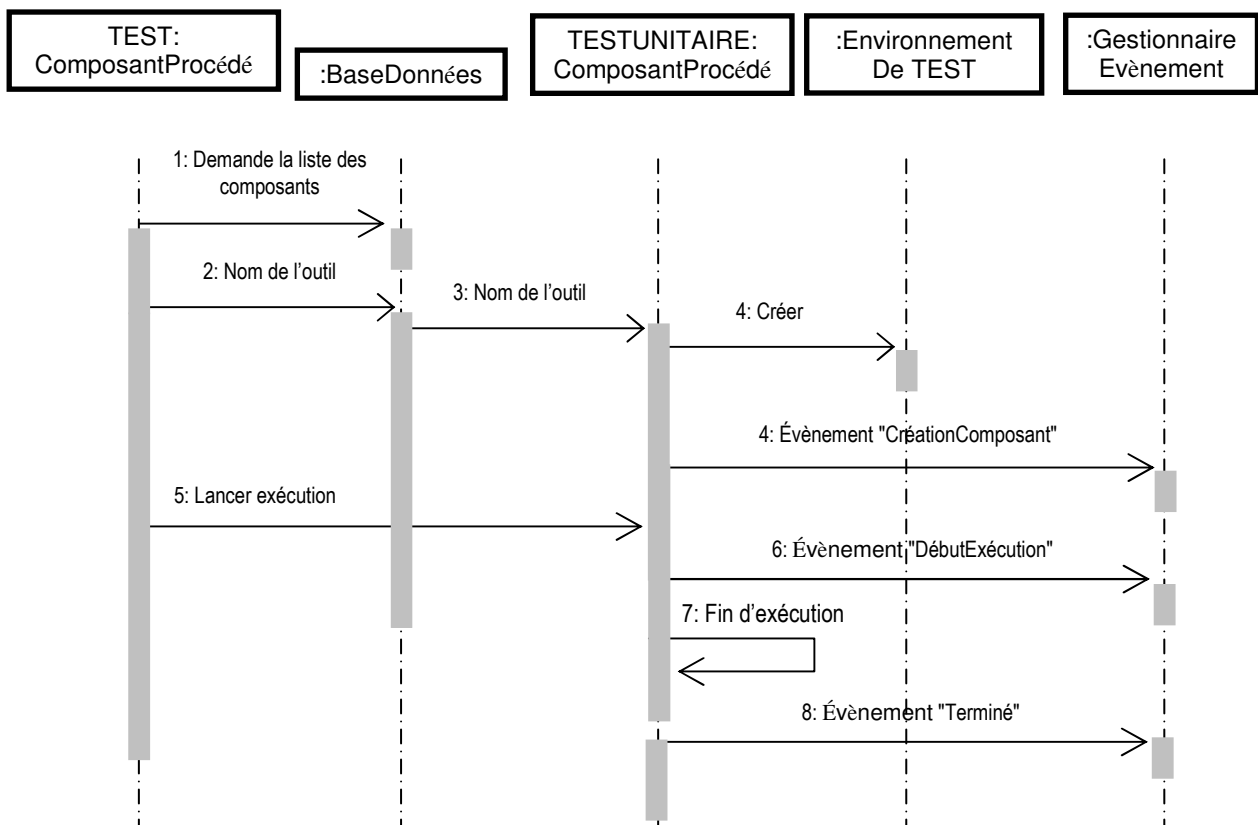 TEST:
ComposantProcédé
:BaseDonnées
TESTUNITAIRE:
ComposantProcédé
:Environnement
De TEST
:Gestionnaire
Evènement
1: Demande la liste des
composants
2: Nom de l'outil
3: Nom de l'outil
4: Créer
4: Évènement "CréationComposant"
5: Lancer exécution
6: Évènement "DébutExécution"
7: Fin d'exécution
8: Évènement "Terminé"